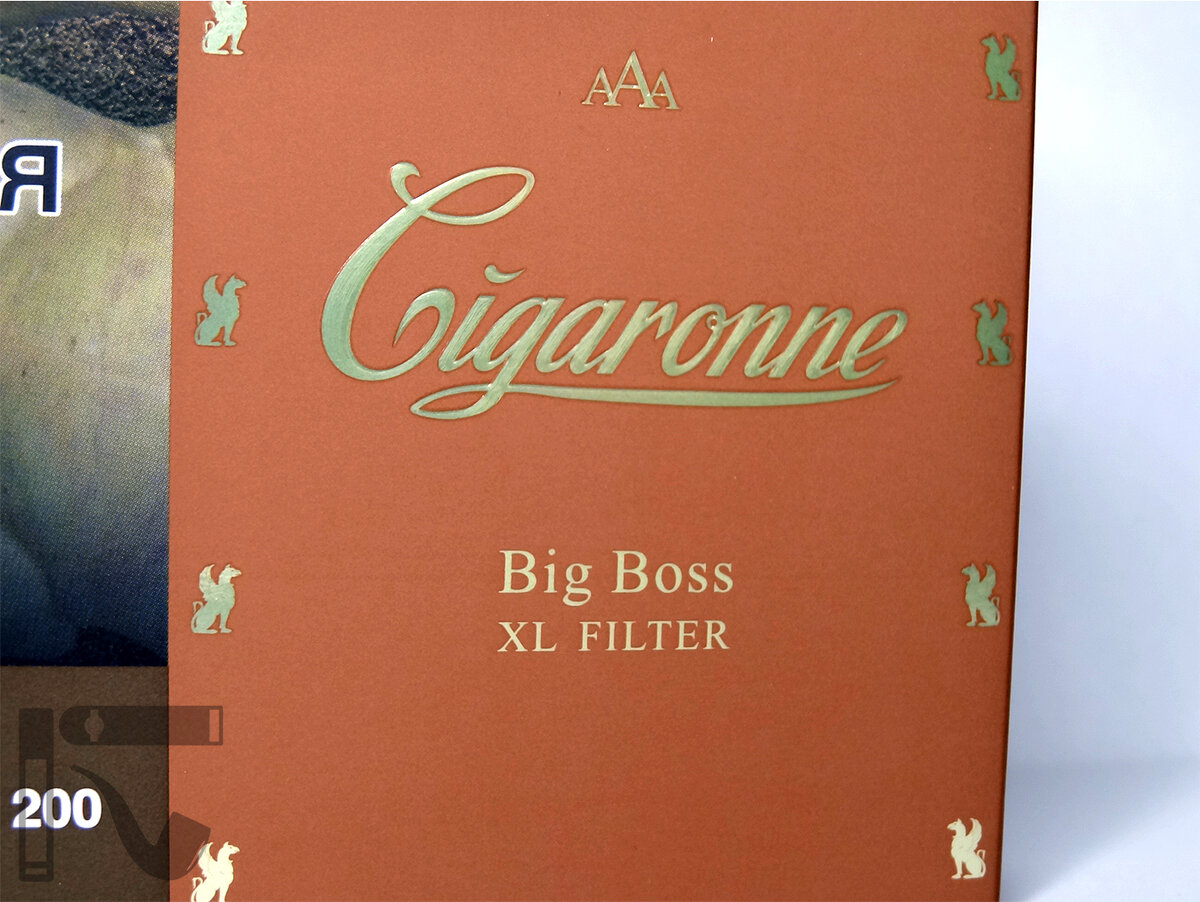 AAA
Cigaronne
Big Boss
XL FILTER
Я
200